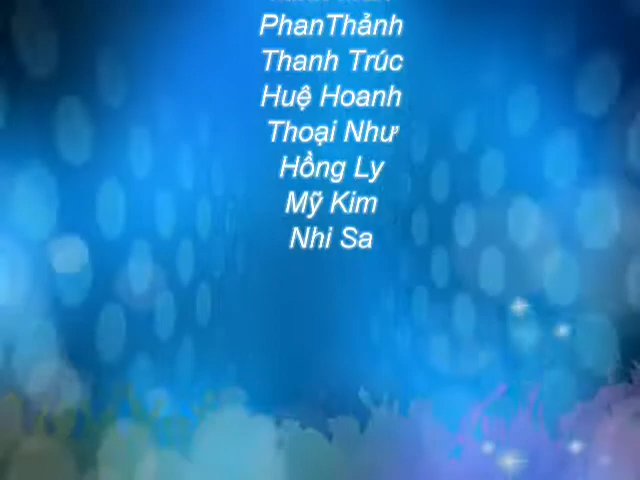 PhanThảnh
Thanh Trúc
Huệ Hoanh
Thoại Như
Hồng Ly
Mỹ Kim
Nhi Sa